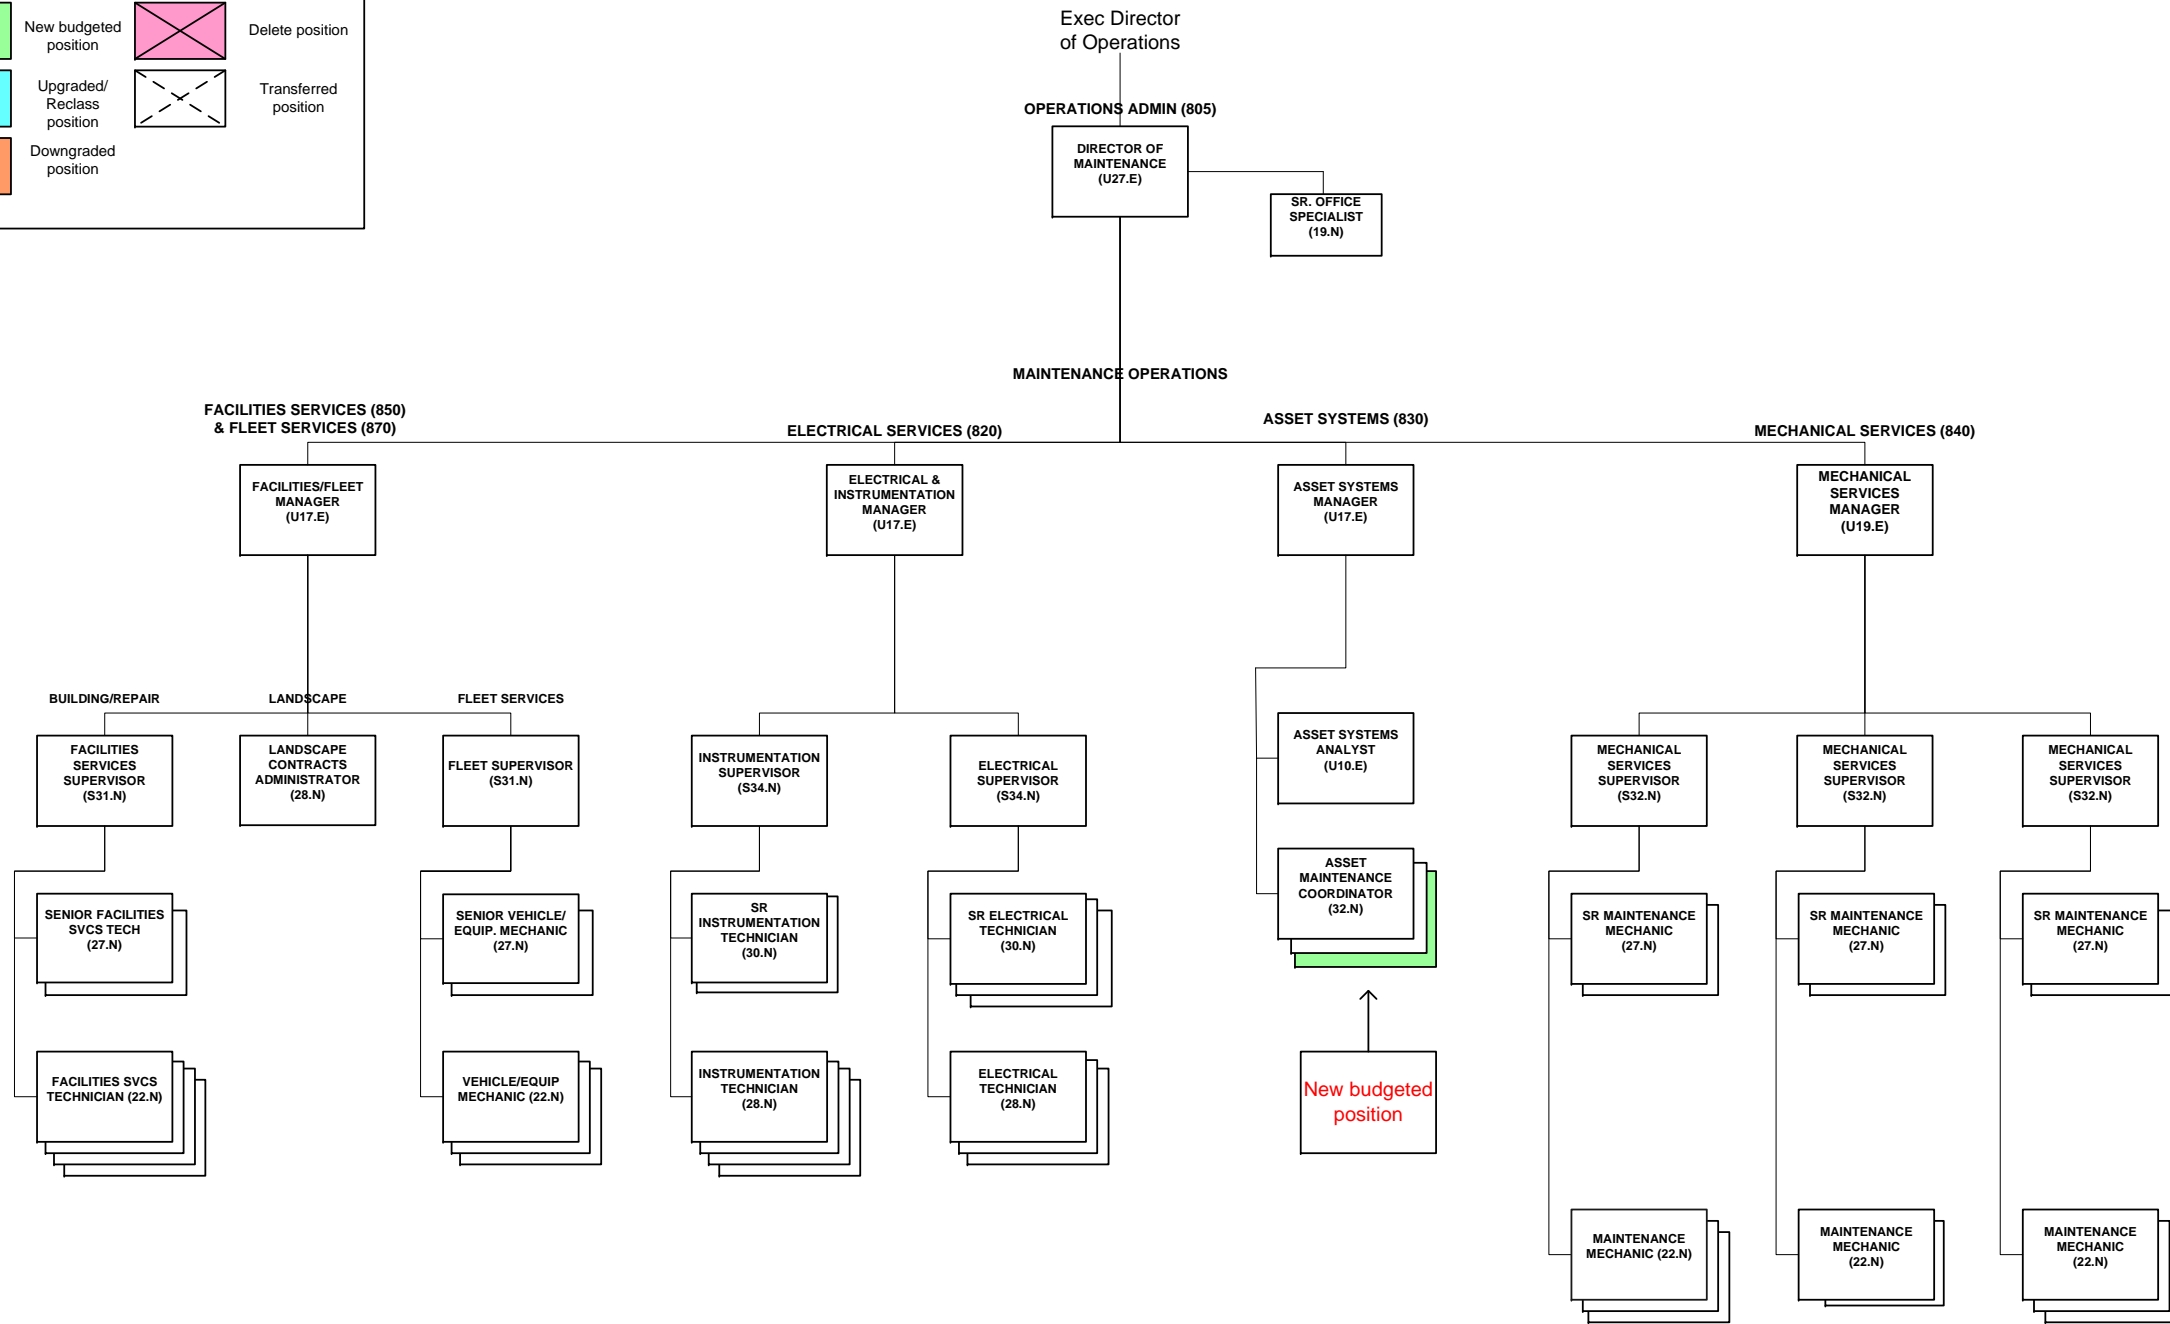 New budgeted
position
Delete position
Upgraded/
Reclass
position
Transferred
position
Downgraded
position
Exec Director
of Operations
OPERATIONS ADMIN (805)
DIRECTOR OF
MAINTENANCE
(U27.E)
SR. OFFICE
SPECIALIST
(19.N)
MAINTENANCE OPERATIONS
FACILITIES SERVICES (850)
& FLEET SERVICES (870)
ELECTRICAL SERVICES (820)
ASSET SYSTEMS (830)
MECHANICAL SERVICES (840)
FACILITIES/FLEET
MANAGER
(U17.E)
ELECTRICAL &
INSTRUMENTATION
MANAGER
(U17.E)
ASSET SYSTEMS
MANAGER
(U17.E)
MECHANICAL
SERVICES
MANAGER
(U19.E)
BUILDING/REPAIR
LANDSCAPE
FLEET SERVICES
FACILITIES
SERVICES
SUPERVISOR
(S31.N)
LANDSCAPE
CONTRACTS
ADMINISTRATOR
(28.N)
FLEET SUPERVISOR
(S31.N)
INSTRUMENTATION
SUPERVISOR
(S34.N)
ELECTRICAL
SUPERVISOR
(S34.N)
ASSET SYSTEMS
ANALYST
(U10.E)
MECHANICAL
SERVICES
SUPERVISOR
(S32.N)
MECHANICAL
SERVICES
SUPERVISOR
(S32.N)
MECHANICAL
SERVICES
SUPERVISOR
(S32.N)
SENIOR FACILITIES
SVCS TECH
(27.N)
SENIOR VEHICLE/
EQUIP. MECHANIC
(27.N)
SR
INSTRUMENTATION
TECHNICIAN
(30.N)
SR ELECTRICAL
TECHNICIAN
(30.N)
ASSET
MAINTENANCE
COORDINATOR
(32.N)
SR MAINTENANCE
MECHANIC
(27.N)
SR MAINTENANCE
MECHANIC
(27.N)
SR MAINTENANCE
MECHANIC
(27.N)
FACILITIES SVCS
TECHNICIAN (22.N)
VEHICLE/EQUIP
MECHANIC (22.N)
INSTRUMENTATION
TECHNICIAN
(28.N)
ELECTRICAL
TECHNICIAN
(28.N)
New budgeted
position
MAINTENANCE
MECHANIC (22.N)
MAINTENANCE
MECHANIC
(22.N)
MAINTENANCE
MECHANIC
(22.N)